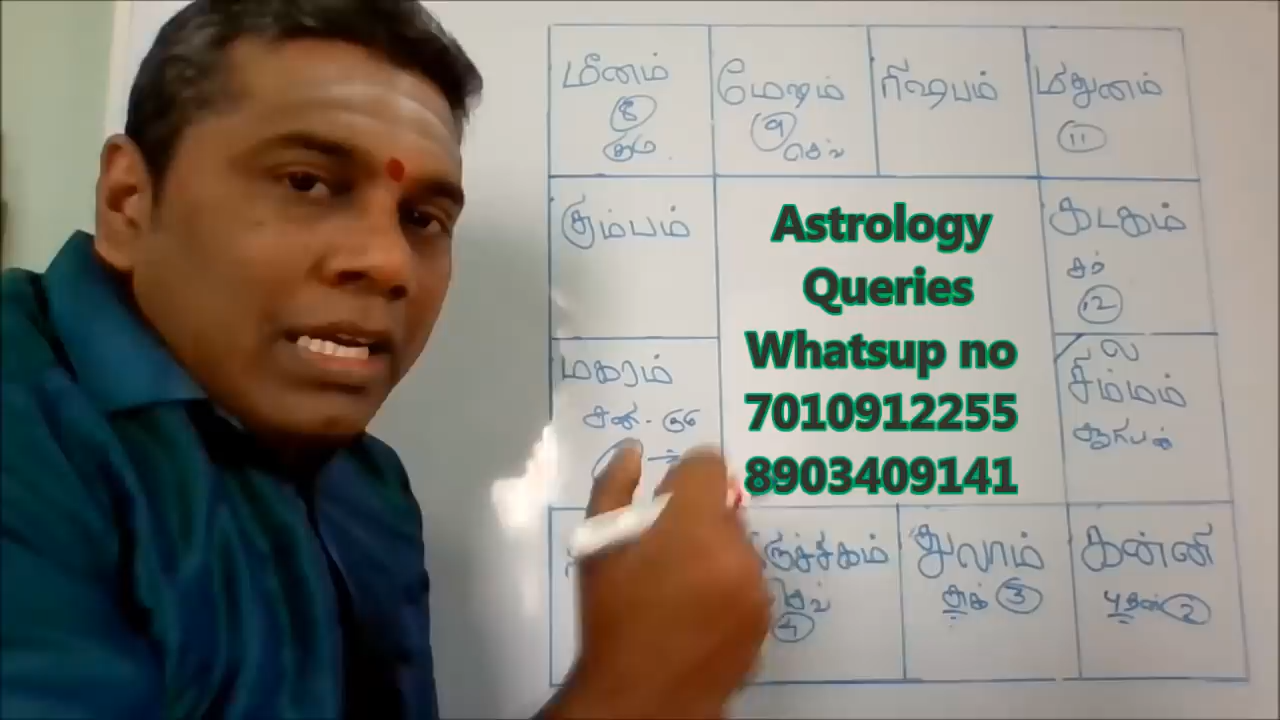 மீனம்
8
மேஷம்
9
செவ்
ரிஷபம்
மிதுனம்
11
கும்பம்
Astrology
Queries
Whatsup no
7010912255
8903409141
கடகம்
12
மகரம்
சனி - குரு
ல
சிம்மம்
செவ்
4
துலாம்
சுக் 3
கன்னி
புதன் 2